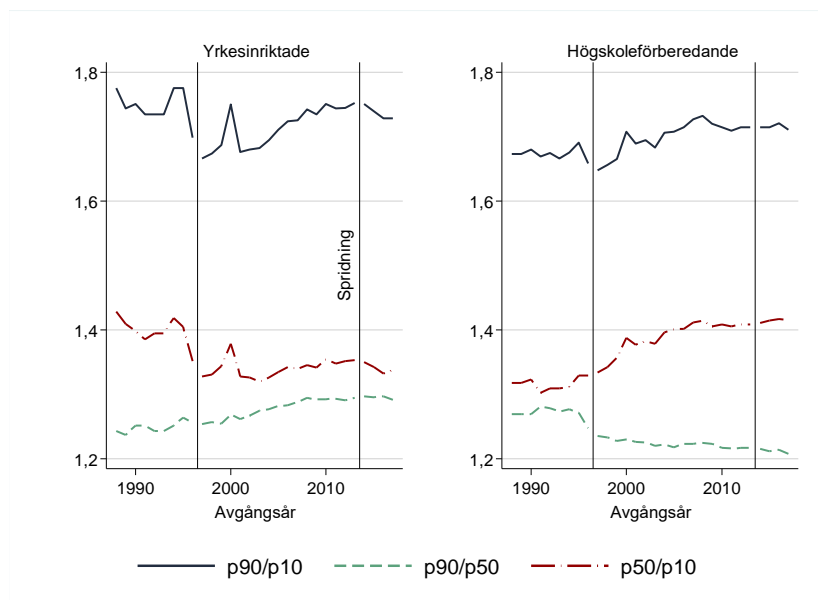 Yrkesinriktade
Högskoleförberedande
1,8
1,6
1,4
1,2
Spridning
1990
2000
2010
Avgångsår
1,8
1,6
1,4
1,2
1990
2000
2010
Avgångsår
p90/p10
p90/p50
p50/p10